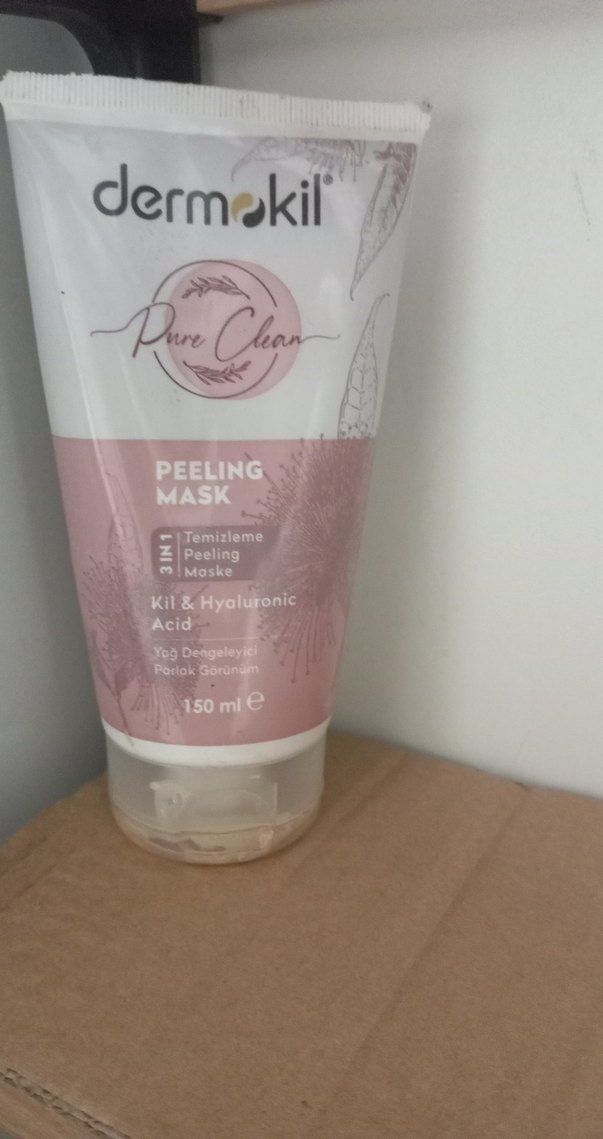 dermokil®
Pure Clean
PEELING
MASK
3 IN 1
Temizleme
Peeling
Maske
Kil & Hyaluronic
Acid
Yağ Dengeleyici
Parlak Görünüm
150 ml ℮